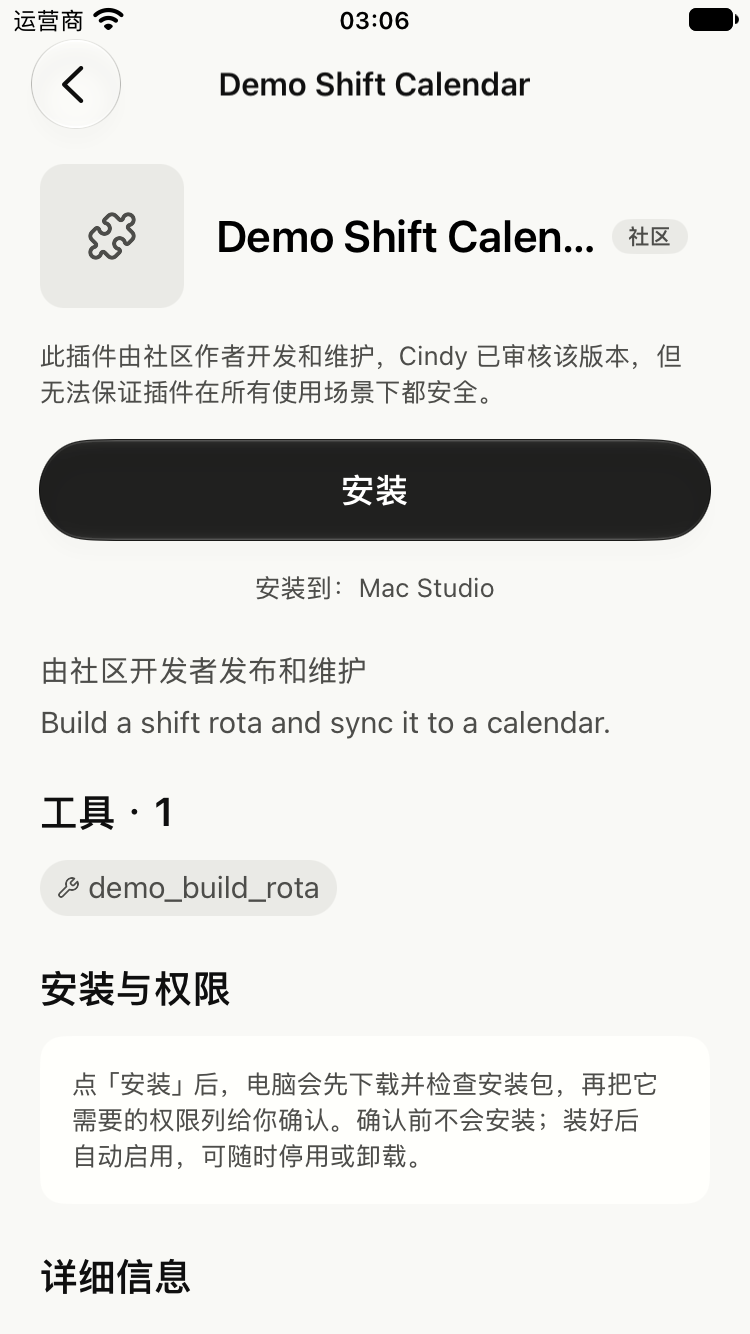 运营商
03:06
Demo Shift Calendar
Demo Shift Calen...
社区
此插件由社区作者开发和维护，Cindy 已审核该版本，但
无法保证插件在所有使用场景下都安全。
安装
安装到：Mac Studio
由社区开发者发布和维护
Build a shift rota and sync it to a calendar.
工具 · 1
demo_build_rota
安装与权限
点「安装」后，电脑会先下载并检查安装包，再把它
需要的权限列给你确认。确认前不会安装；装好后
自动启用，可随时停用或卸载。
详细信息